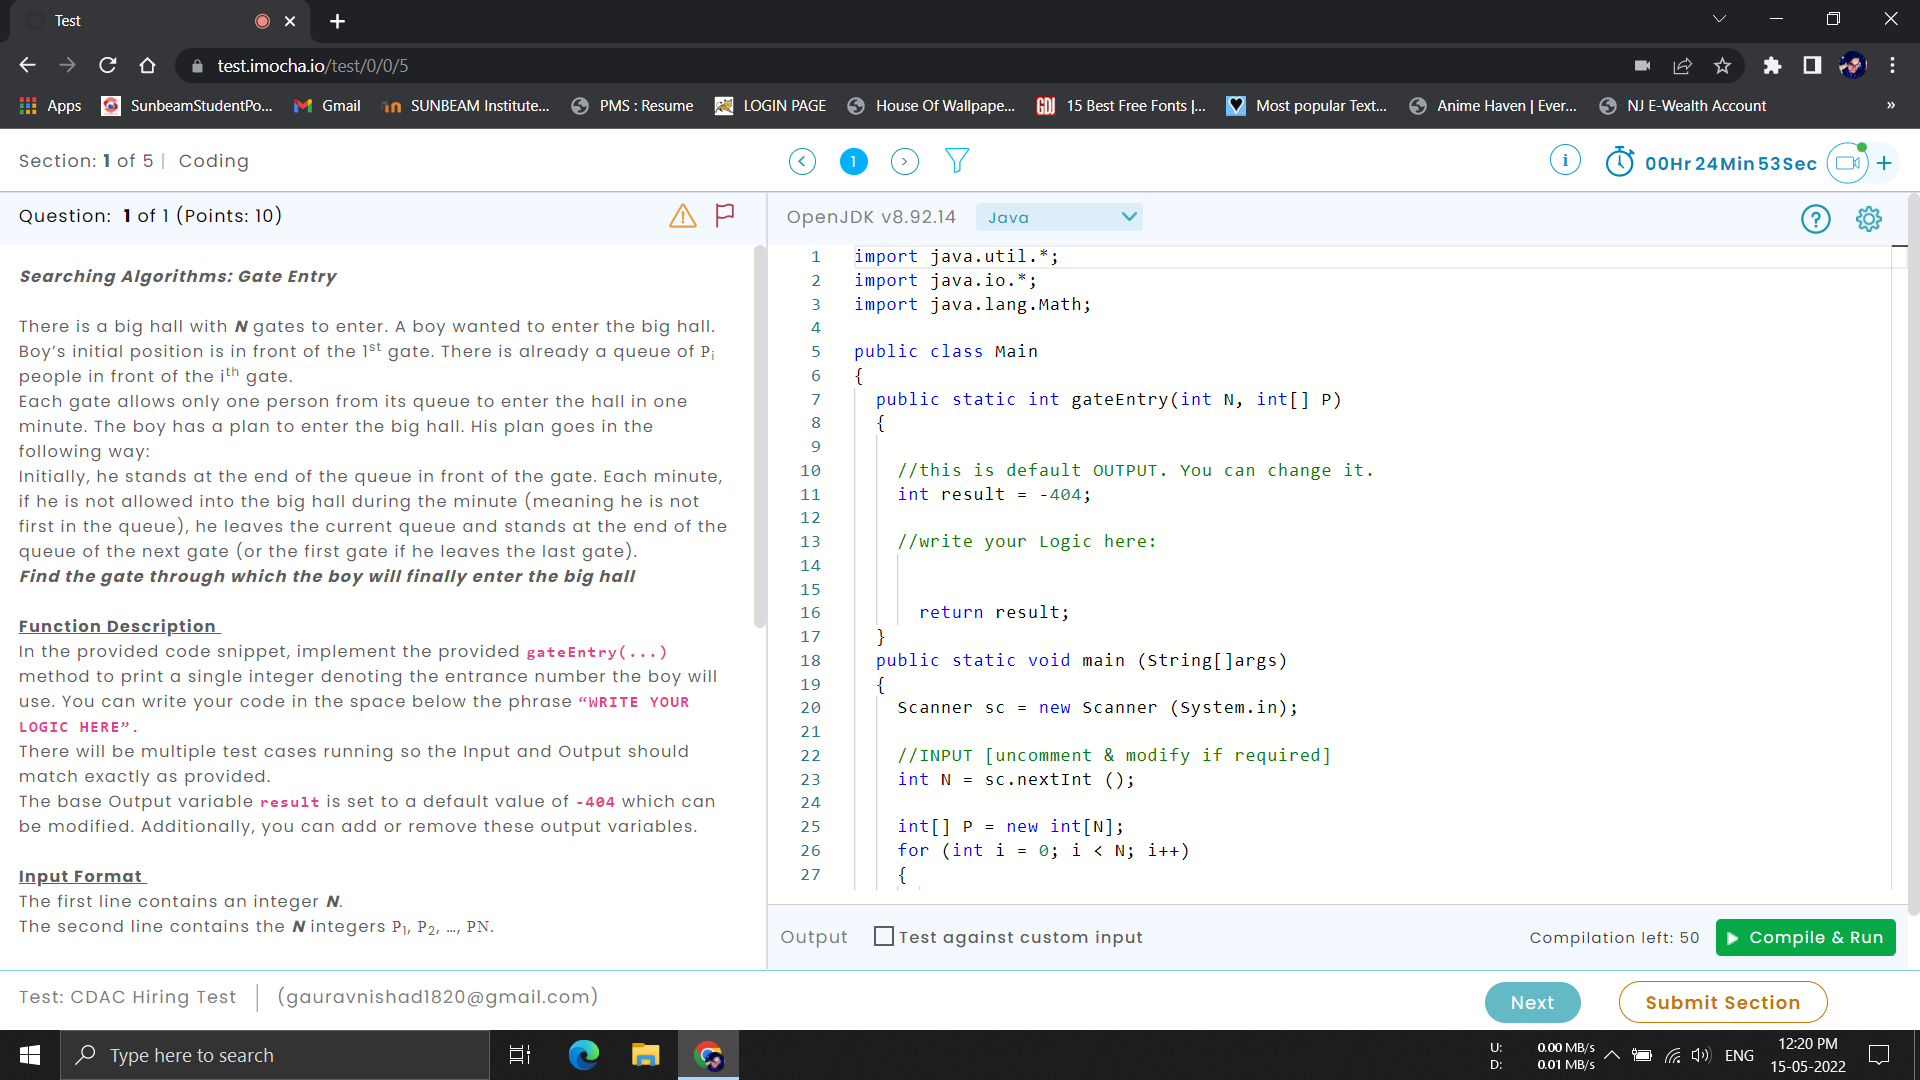 Test
test.imocha.io/test/0/0/5
Apps SunbeamStudentPo... Gmail SUNBEAM Institute... PMS : Resume LOGIN PAGE House Of Wallpape... GDJ 15 Best Free Fonts |... Most popular Text... Anime Haven | Ever... NJ E-Wealth Account »
Section: 1 of 5 | Coding
< 1 >
i 00Hr 24Min 53Sec +
Question: 1 of 1 (Points: 10)
OpenJDK v8.92.14 Java
?
Searching Algorithms: Gate Entry
There is a big hall with N gates to enter. A boy wanted to enter the big hall.
Boy’s initial position is in front of the 1st gate. There is already a queue of Pi
people in front of the ith gate.
Each gate allows only one person from its queue to enter the hall in one
minute. The boy has a plan to enter the big hall. His plan goes in the
following way:
Initially, he stands at the end of the queue in front of the gate. Each minute,
if he is not allowed into the big hall during the minute (meaning he is not
first in the queue), he leaves the current queue and stands at the end of the
queue of the next gate (or the first gate if he leaves the last gate).
Find the gate through which the boy will finally enter the big hall
Function Description
In the provided code snippet, implement the provided gateEntry(...)
method to print a single integer denoting the entrance number the boy will
use. You can write your code in the space below the phrase “WRITE YOUR
LOGIC HERE”.
There will be multiple test cases running so the Input and Output should
match exactly as provided.
The base Output variable result is set to a default value of -404 which can
be modified. Additionally, you can add or remove these output variables.
Input Format
The first line contains an integer N.
The second line contains the N integers P1, P2, …, PN.
1 import java.util.*;
2 import java.io.*;
3 import java.lang.Math;
4
5 public class Main
6 {
7 public static int gateEntry(int N, int[] P)
8 {
9
10 //this is default OUTPUT. You can change it.
11 int result = -404;
12
13 //write your Logic here:
14
15
16 return result;
17 }
18 public static void main (String[]args)
19 {
20 Scanner sc = new Scanner (System.in);
21
22 //INPUT [uncomment & modify if required]
23 int N = sc.nextInt ();
24
25 int[] P = new int[N];
26 for (int i = 0; i < N; i++)
27 {
Output Test against custom input
Compilation left: 50 Compile & Run
Test: CDAC Hiring Test | (gauravnishad1820@gmail.com)
Next Submit Section
Type here to search
U: 0.00 MB/s
D: 0.01 MB/s
ENG
12:20 PM
15-05-2022